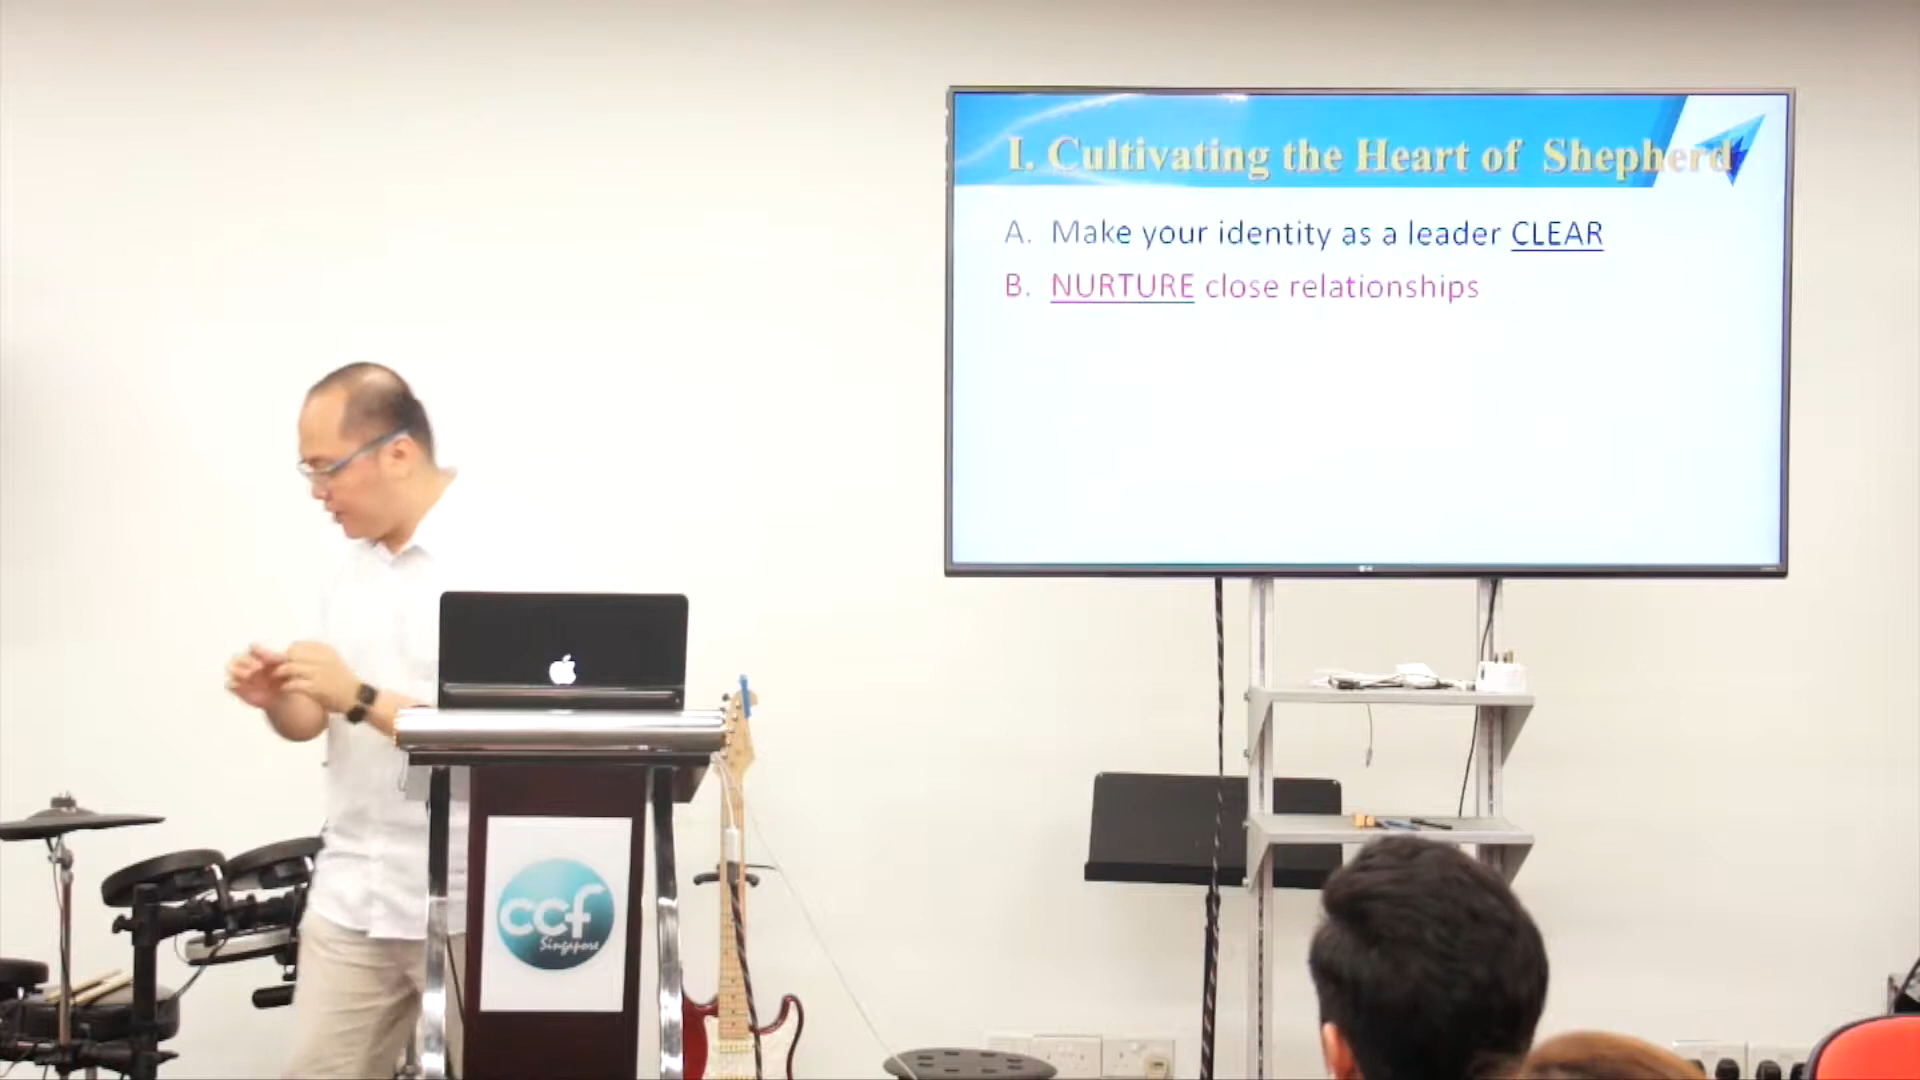 I. Cultivating the Heart of Shepherd
A. Make your identity as a leader CLEAR
B. NURTURE close relationships
ccf
Singapore